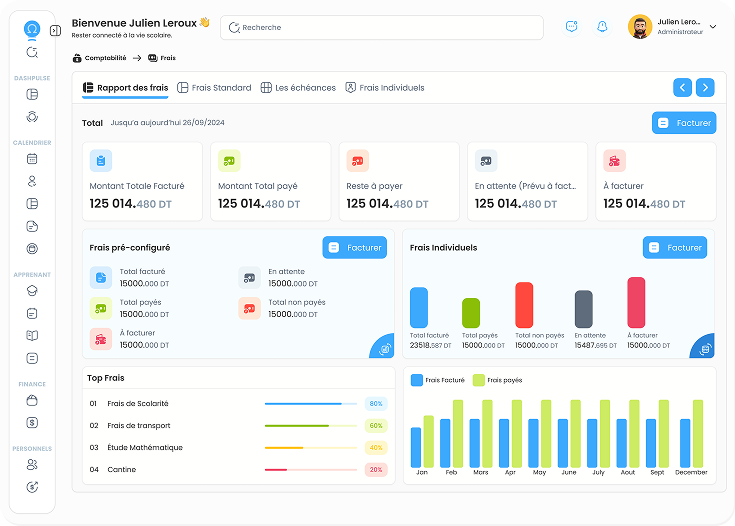 Bienvenue Julien Leroux 👋
Rester connecté à la vie scolaire.
Recherche
Julien Lero...
Administrateur
Comptabilité → Frais
DASHPULSE
CALENDRIER
APPRENANT
FINANCE
PERSONNELS
Rapport des frais
Frais Standard
Les échéances
Frais Individuels
Total Jusqu'a aujourd'hui 26/09/2024
Facturer
Montant Totale Facturé
125 014.480 DT
Montant Total payé
125 014.480 DT
Reste à payer
125 014.480 DT
En attente (Prévu à fact...
125 014.480 DT
À facturer
125 014.480 DT
Frais pré-configuré
Facturer
Total facturé
15000.000 DT
En attente
15000.000 DT
Total payés
15000.000 DT
Total non payés
15000.000 DT
À facturer
15000.000 DT
Frais Individuels
Facturer
Total facturé
23518.587 DT
Total payés
15000.000 DT
Total non payés
15000.000 DT
En attente
15487.695 DT
À facturer
15000.000 DT
Top Frais
01 Frais de Scolarité 80%
02 Frais de transport 60%
03 Étude Mathématique 40%
04 Cantine 20%
Frais Facturé
Frais payés
Jan Feb Mars Apr May June July Aout Sept December